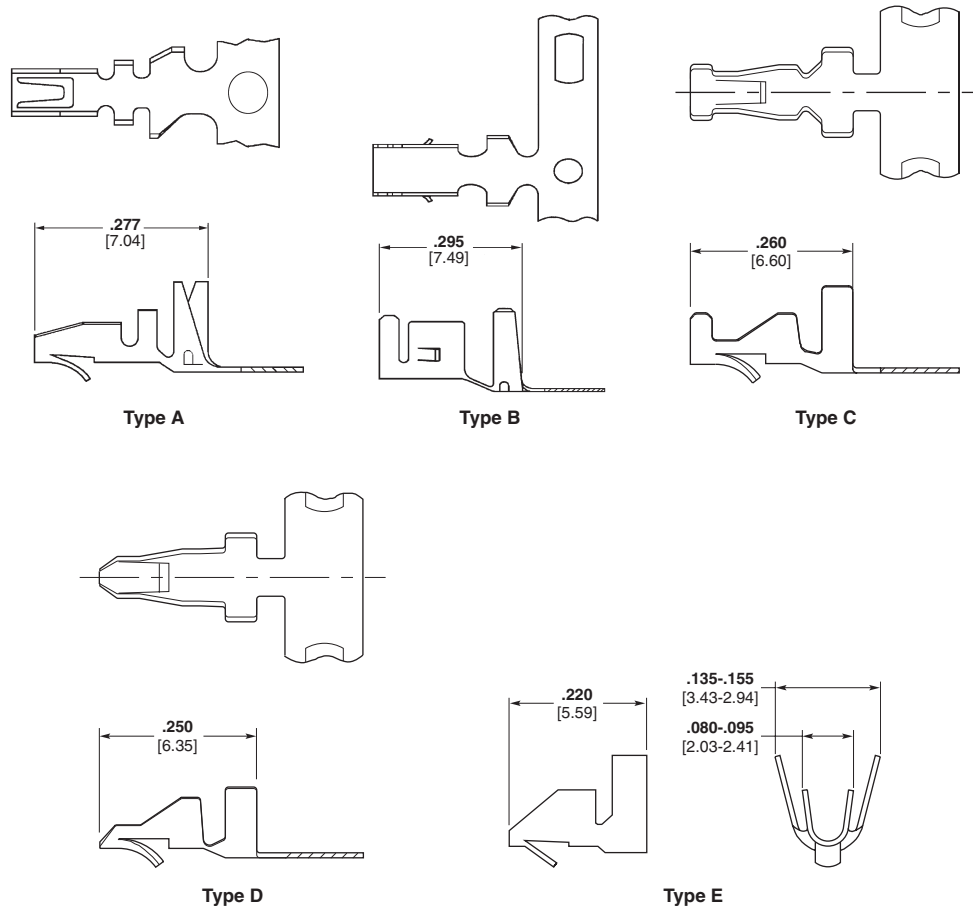 .277
[7.04]
.295
[7.49]
.260
[6.60]
Type A
Type B
Type C
.250
[6.35]
.220
[5.59]
.135-.155
[3.43-2.94]
.080-.095
[2.03-2.41]
Type D
Type E